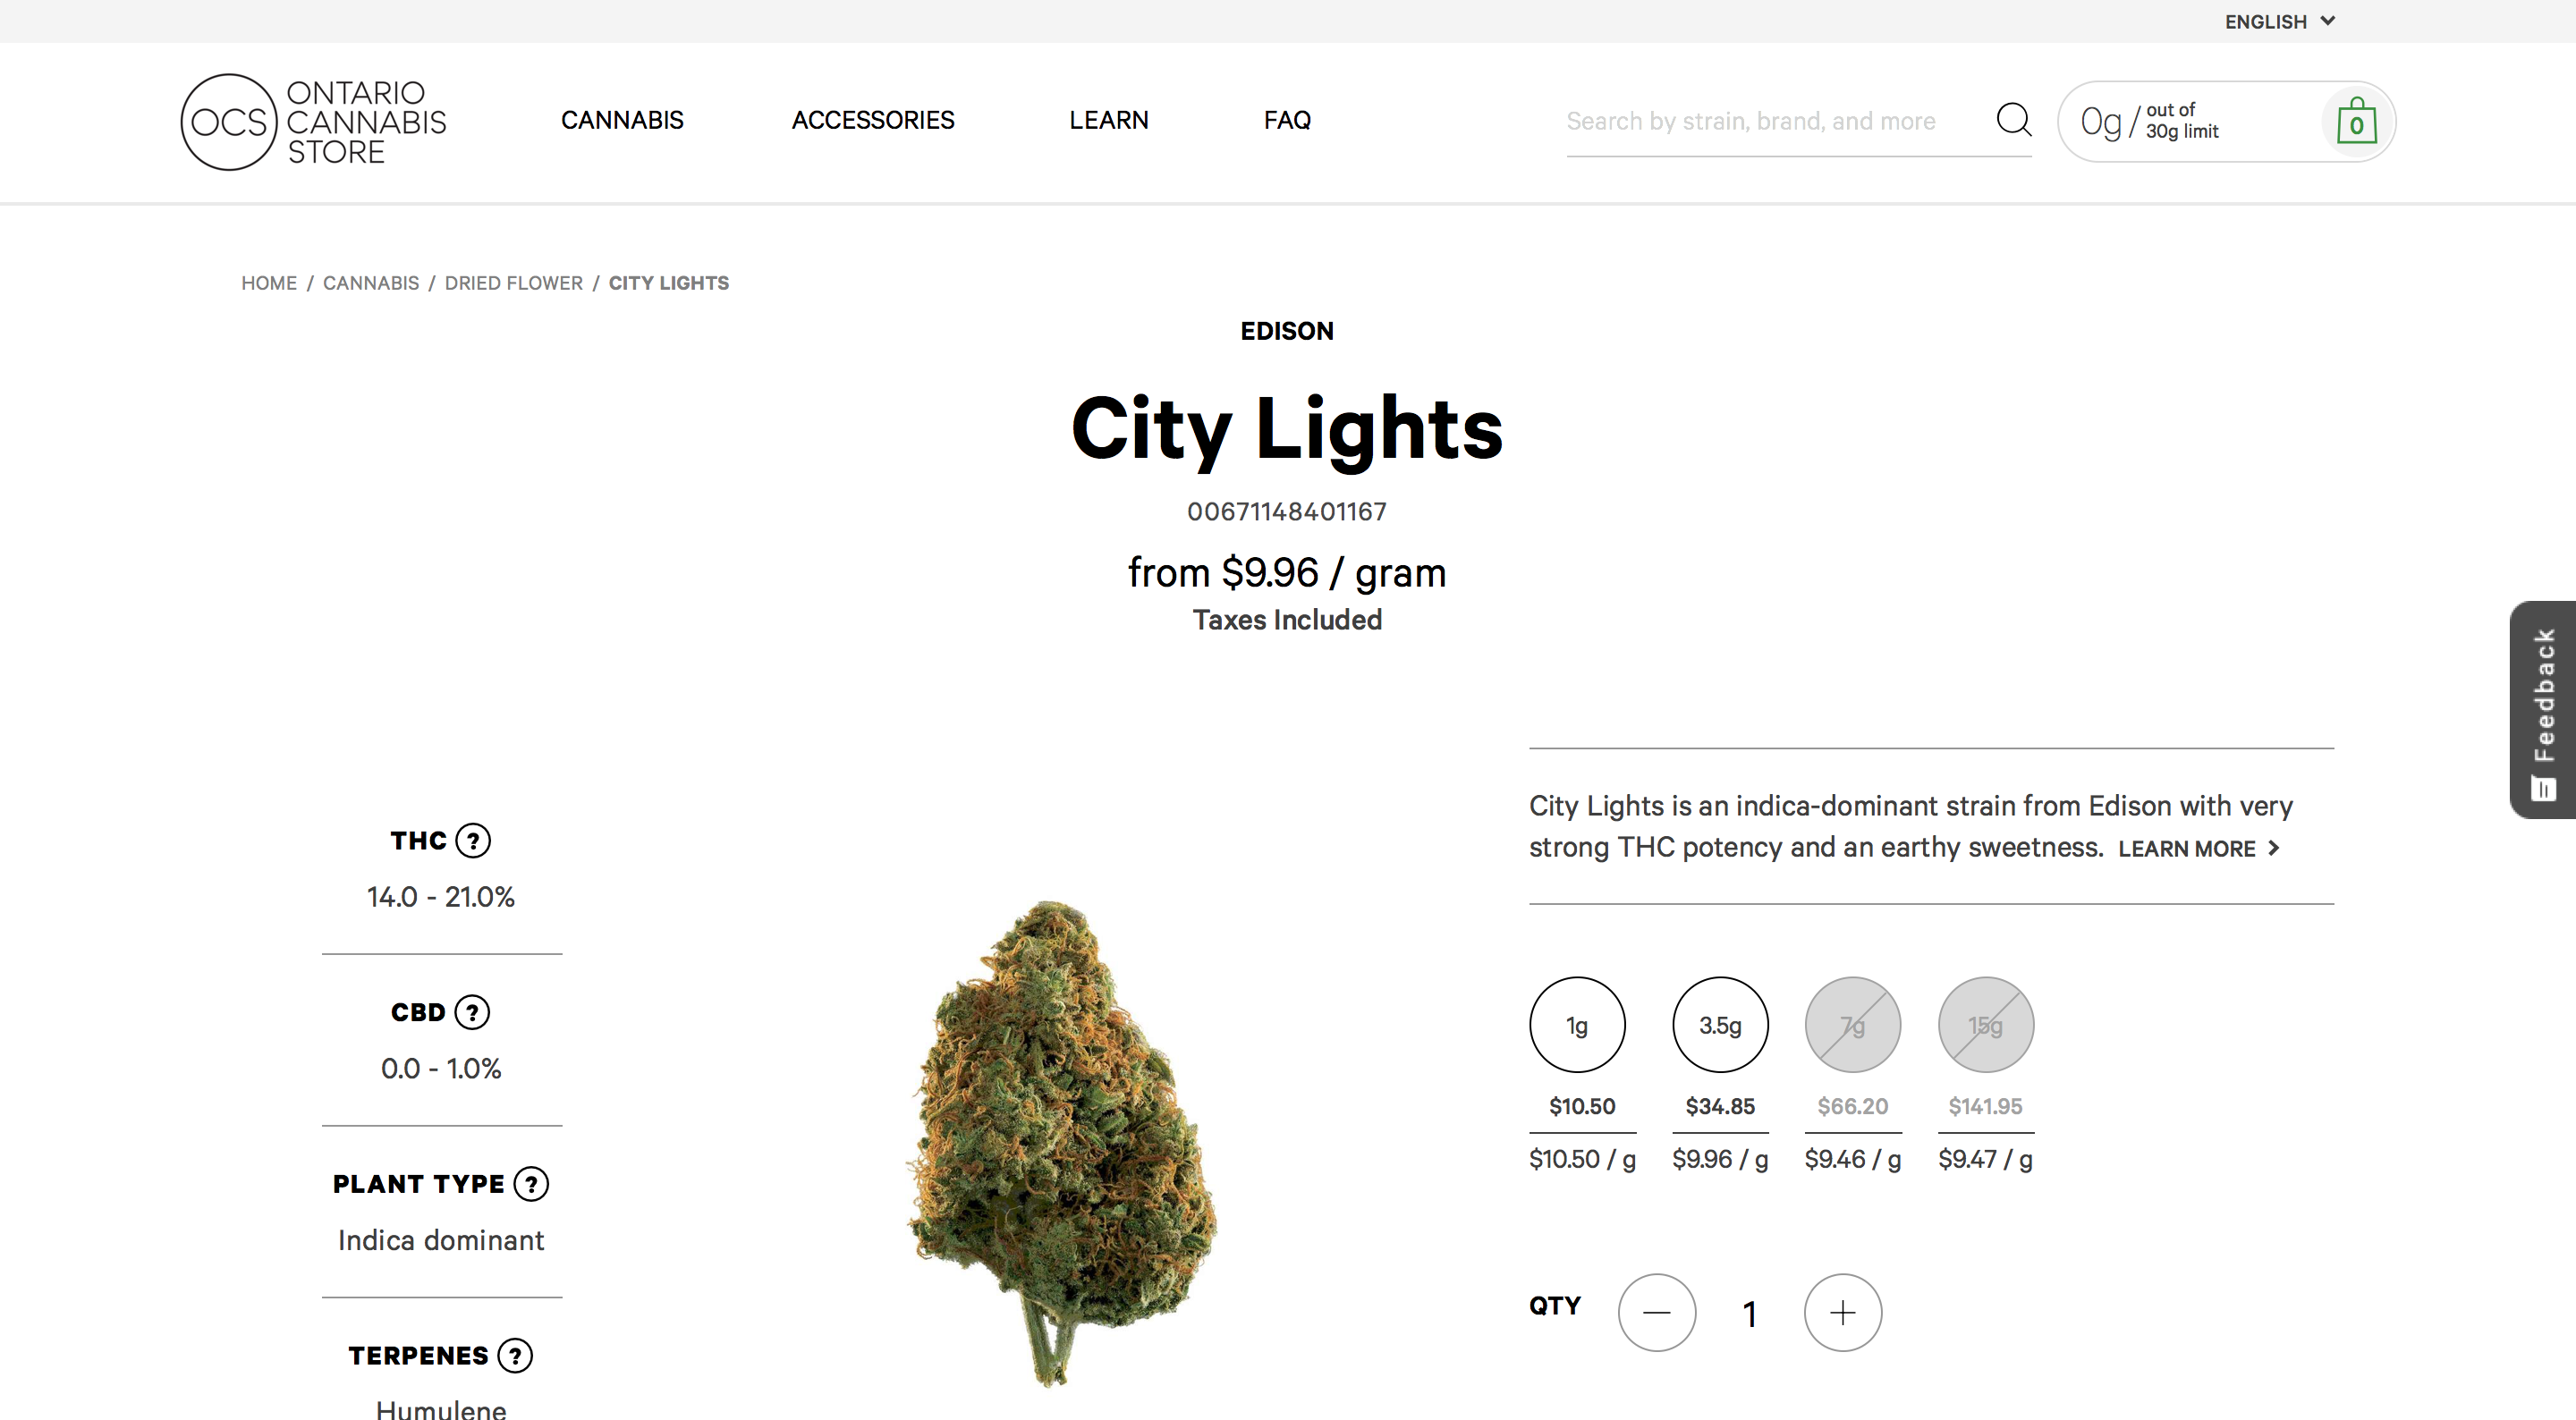 ENGLISH
OCS
ONTARIO
CANNABIS
STORE
CANNABIS
ACCESSORIES
LEARN
FAQ
Search by strain, brand, and more
0g / out of
30g limit
0
HOME / CANNABIS / DRIED FLOWER / CITY LIGHTS
EDISON
City Lights
00671148401167
from $9.96 / gram
Taxes Included
Feedback
THC ?
14.0 - 21.0%
CBD ?
0.0 - 1.0%
PLANT TYPE ?
Indica dominant
TERPENES ?
Humulene
City Lights is an indica-dominant strain from Edison with very
strong THC potency and an earthy sweetness. LEARN MORE >
1g 3.5g 7g 15g
$10.50 $34.85 $66.20 $141.95
$10.50 / g $9.96 / g $9.46 / g $9.47 / g
QTY — 1 +